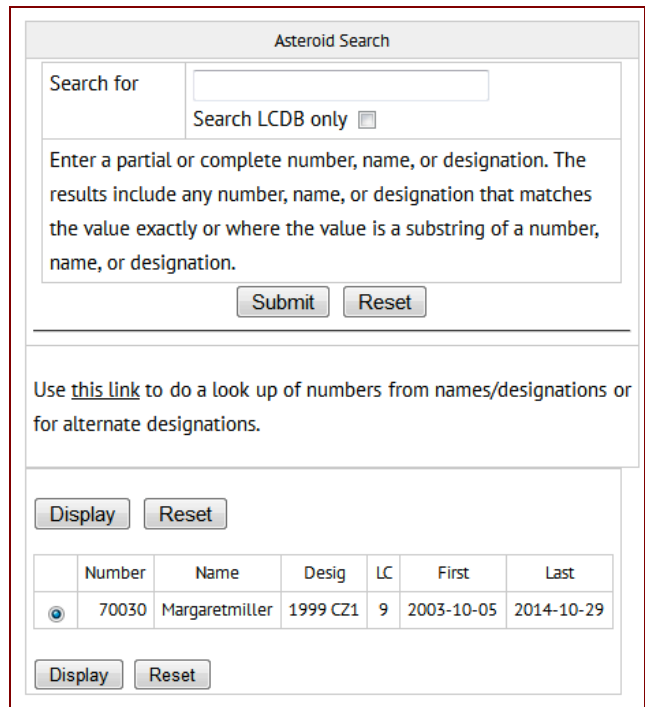 Asteroid Search
Search for
Search LCDB only
Enter a partial or complete number, name, or designation. The
results include any number, name, or designation that matches
the value exactly or where the value is a substring of a number,
name, or designation.
Submit Reset
Use this link to do a look up of numbers from names/designations or
for alternate designations.
Display Reset
Number Name Desig LC First Last
70030 Margaretmiller 1999 CZ1 9 2003-10-05 2014-10-29
Display Reset